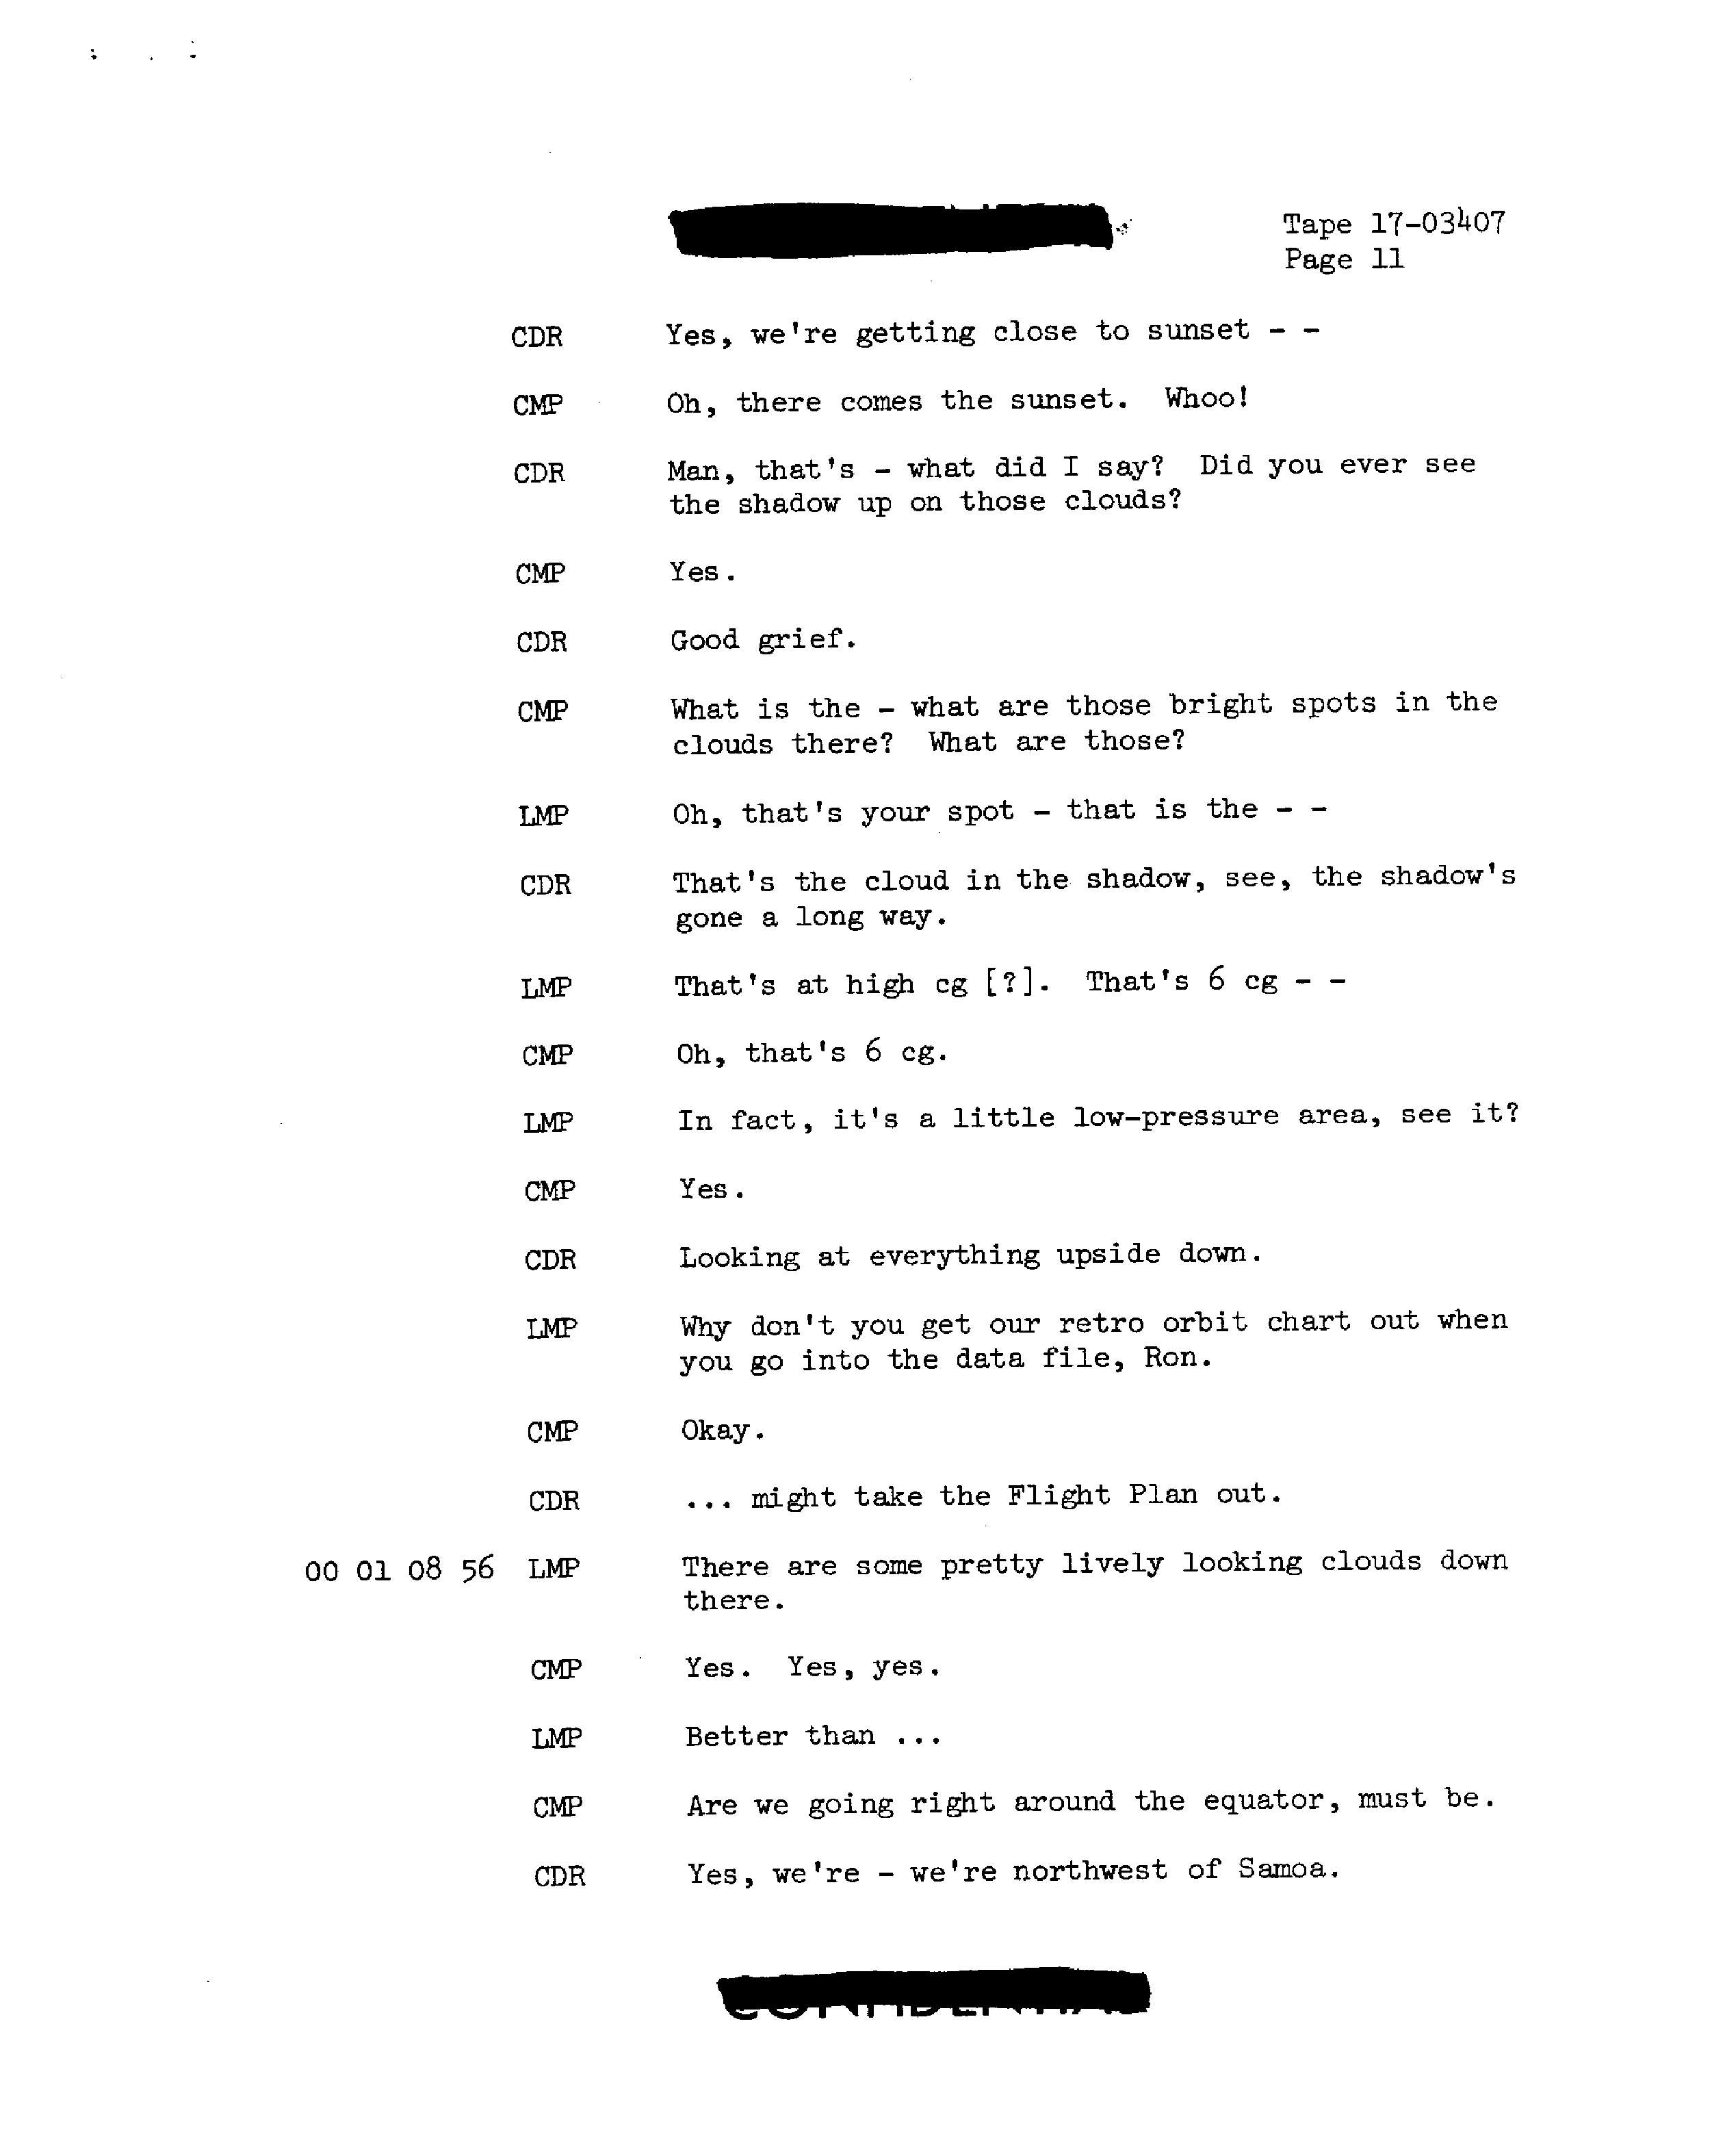 Tape 17-03407
Page 11
CDR Yes, we're getting close to sunset - -
CMP Oh, there comes the sunset. Whoo!
CDR Man, that's - what did I say? Did you ever see
the shadow up on those clouds?
CMP Yes.
CDR Good grief.
CMP What is the - what are those bright spots in the
clouds there? What are those?
LMP Oh, that's your spot - that is the - -
CDR That's the cloud in the shadow, see, the shadow's
gone a long way.
LMP That's at high cg [?]. That's 6 cg - -
CMP Oh, that's 6 cg.
LMP In fact, it's a little low-pressure area, see it?
CMP Yes.
CDR Looking at everything upside down.
LMP Why don't you get our retro orbit chart out when
you go into the data file, Ron.
CMP Okay.
CDR ... might take the Flight Plan out.
00 01 08 56 LMP There are some pretty lively looking clouds down
there.
CMP Yes. Yes, yes.
LMP Better than ...
CMP Are we going right around the equator, must be.
CDR Yes, we're - we're northwest of Samoa.